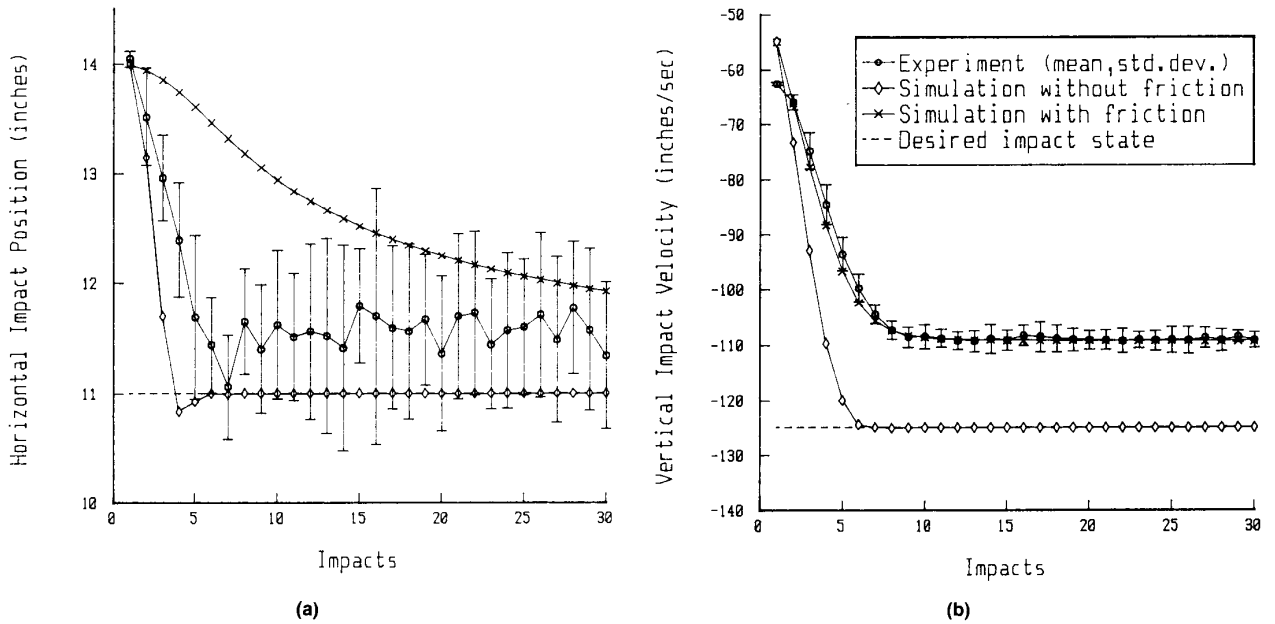 Horizontal Impact Position (inches)
14
13
12
11
10
0
5
10
15
20
25
30
Impacts
(a)
Vertical Impact Velocity (inches/sec)
-50
-60
-70
-80
-90
-100
-110
-120
-130
-140
0
5
10
15
20
25
30
Impacts
(b)
Experiment (mean,std.dev.)
Simulation without friction
Simulation with friction
Desired impact state